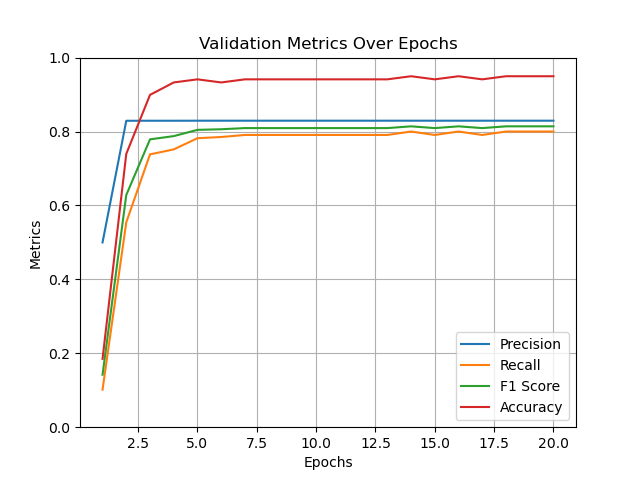 Validation Metrics Over Epochs
1.0
0.8
0.6
0.4
0.2
0.0
Metrics
2.5 5.0 7.5 10.0 12.5 15.0 17.5 20.0
Epochs
Precision
Recall
F1 Score
Accuracy